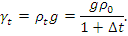 γₜ = ρₜg = gρ₀ / (1 + Δt).